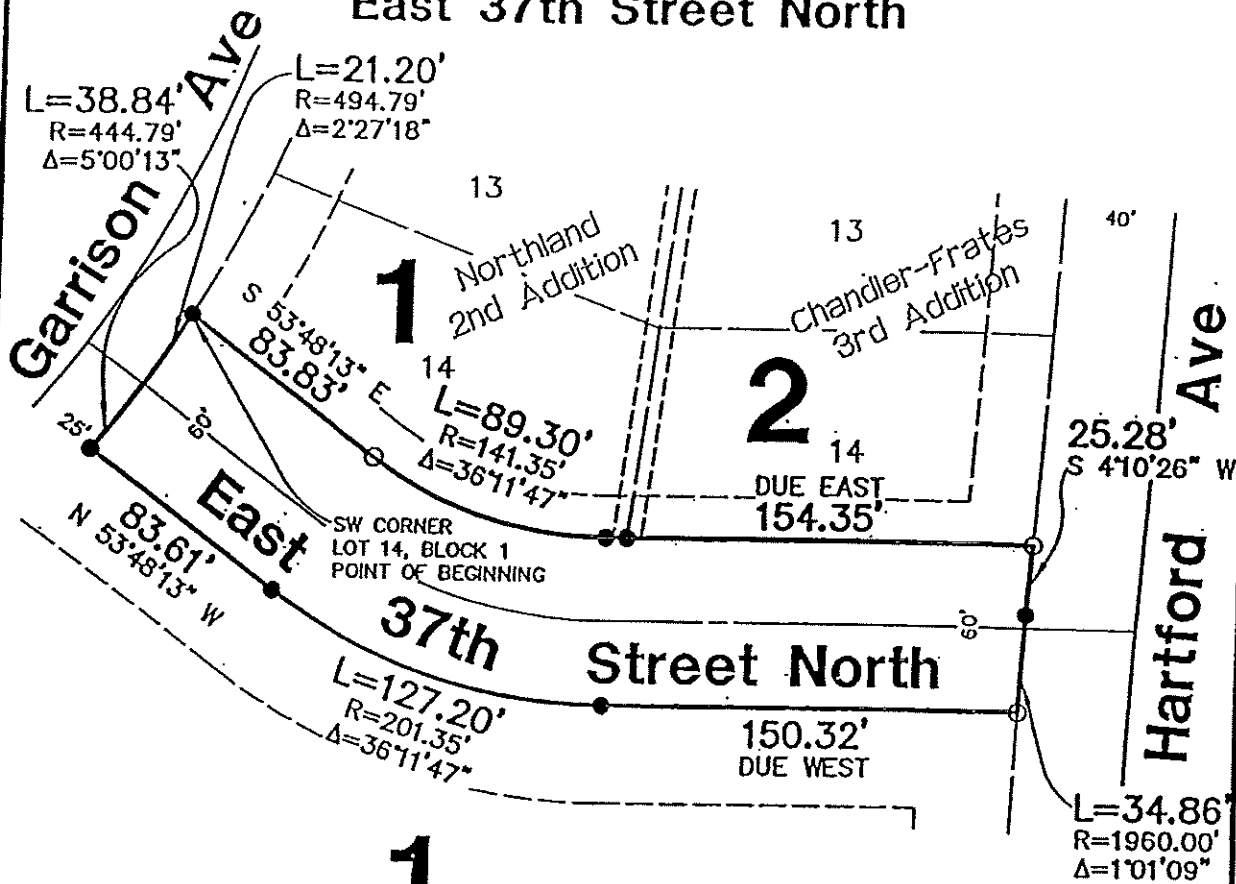 East 37th Street North
L=38.84'
R=444.79'
Δ=5°00'13"
L=21.20'
R=494.79'
Δ=2°27'18"
Garrison Ave
13
Northland
2nd Addition
1
14
S 53°48'13" E
83.83'
L=89.30'
R=141.35'
Δ=36°11'47"
13
Chandler-Frates
3rd Addition
2
14
DUE EAST
154.35'
40'
Hartford Ave
25.28'
S 4°10'26" W
25'
60'
SW CORNER
LOT 14, BLOCK 1
POINT OF BEGINNING
83.61'
N 53°48'13" W
East 37th Street North
60'
L=127.20'
R=201.35'
Δ=36°11'47"
150.32'
DUE WEST
L=34.86'
R=1960.00'
Δ=1°01'09"
1